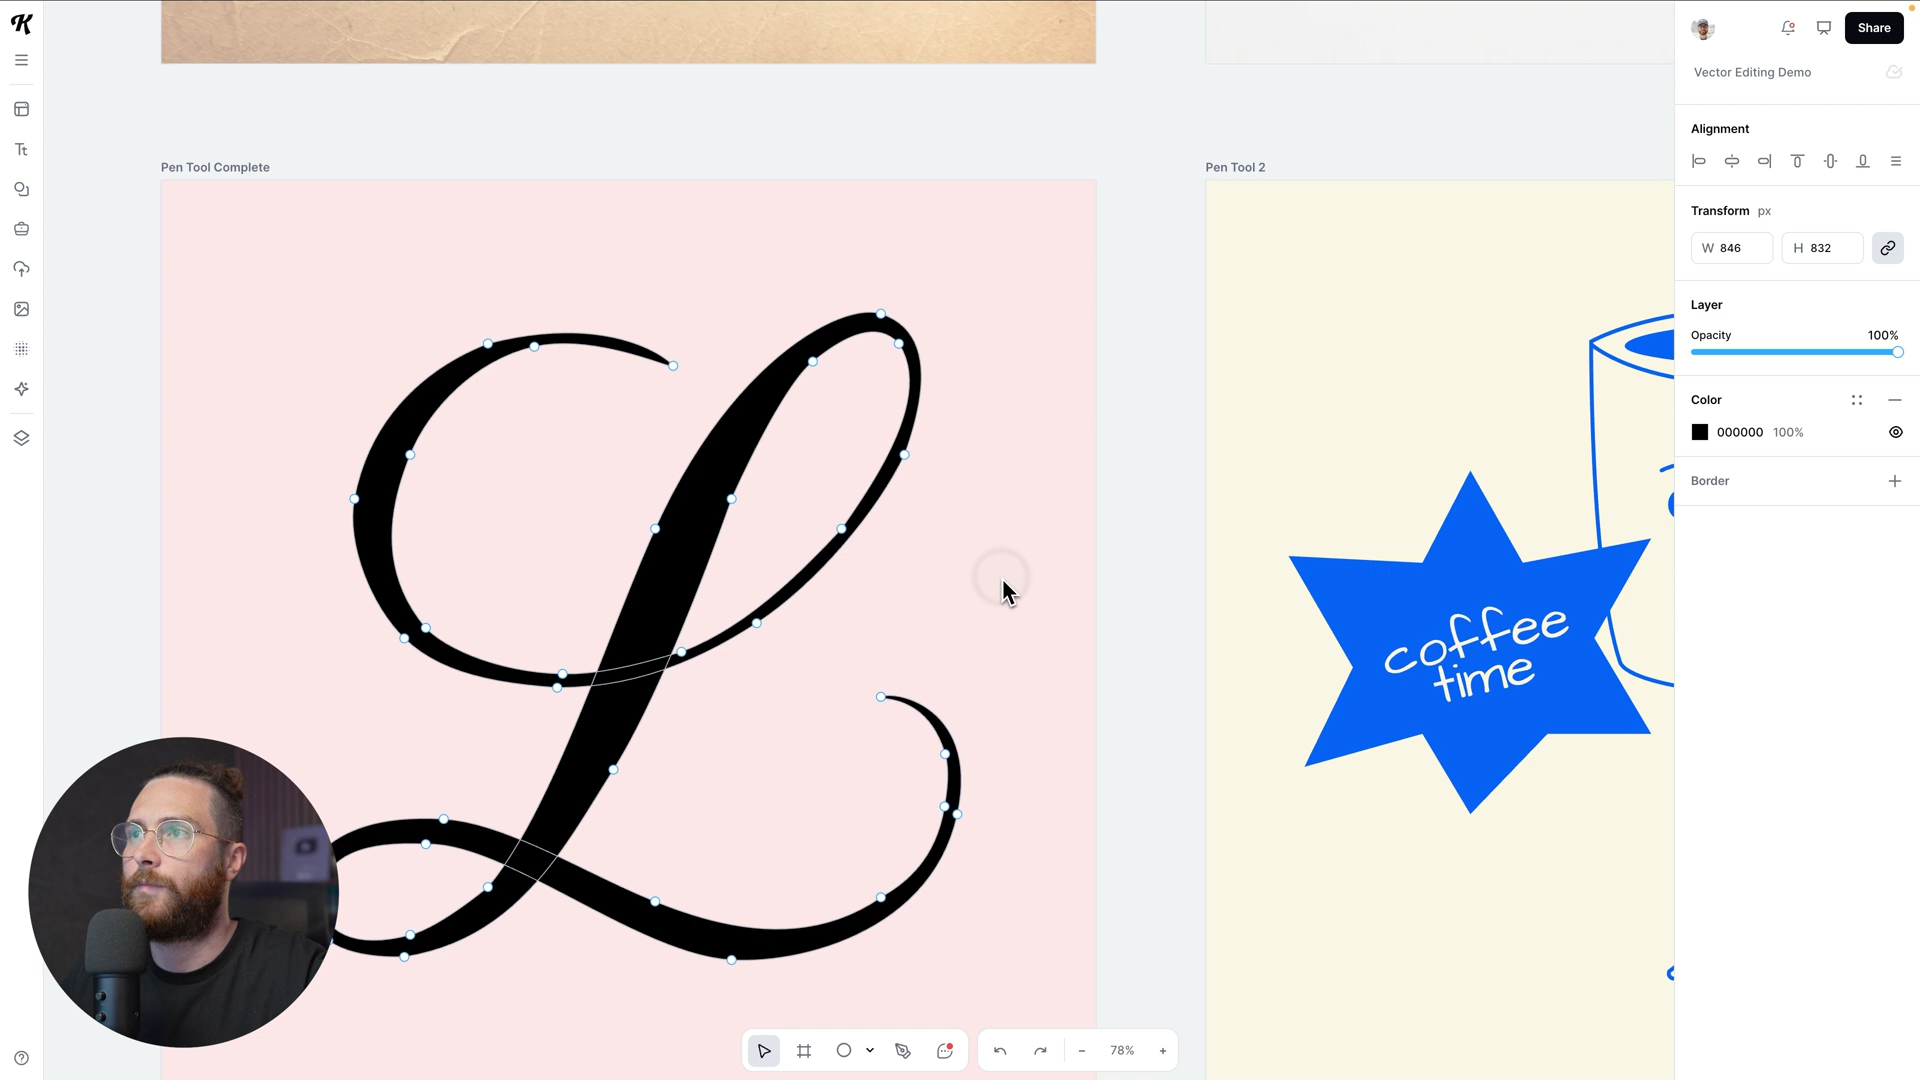 K
Share
Vector Editing Demo
Pen Tool Complete
Pen Tool 2
Alignment
Transform px
W 846 H 832
Layer
Opacity 100%
Color
000000 100%
Border
L
coffee
time
Tt
78%